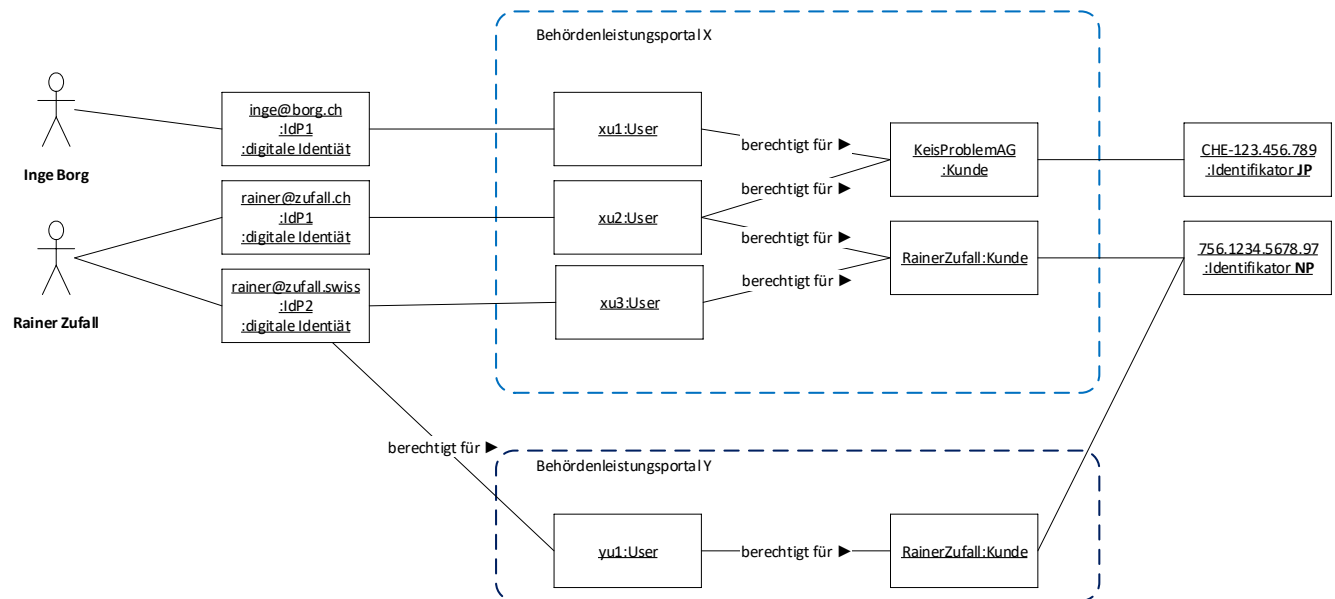 Behördenleistungsportal X
Inge Borg
inge@borg.ch
:IdP1
:digitale Identiät
xu1:User
berechtigt für ►
KeisProblemAG
:Kunde
CHE-123.456.789
:Identifikator JP
Rainer Zufall
rainer@zufall.ch
:IdP1
:digitale Identiät
xu2:User
berechtigt für ►
berechtigt für ►
RainerZufall:Kunde
756.1234.5678.97
:Identifikator NP
rainer@zufall.swiss
:IdP2
:digitale Identiät
xu3:User
berechtigt für ►
berechtigt für ►
Behördenleistungsportal Y
yu1:User
berechtigt für ►
RainerZufall:Kunde